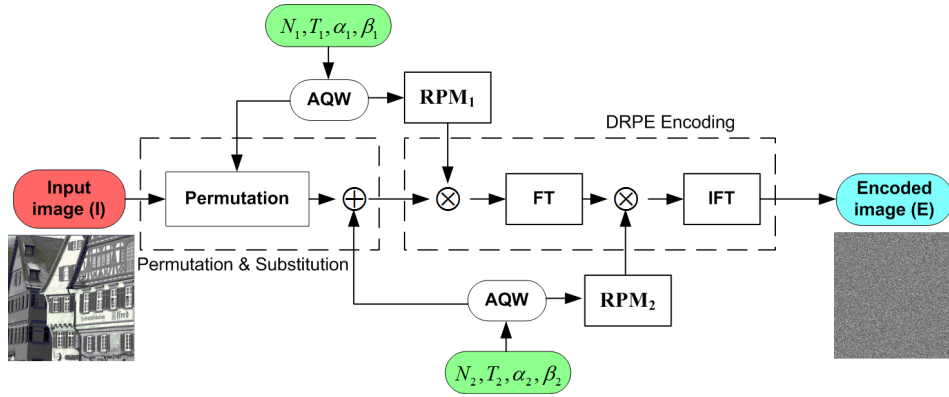 N₁,T₁,α₁,β₁
AQW
RPM₁
DRPE Encoding
Input
image (I)
Permutation
⊕
⊗
FT
⊗
IFT
Encoded
image (E)
Permutation & Substitution
AQW
RPM₂
N₂,T₂,α₂,β₂